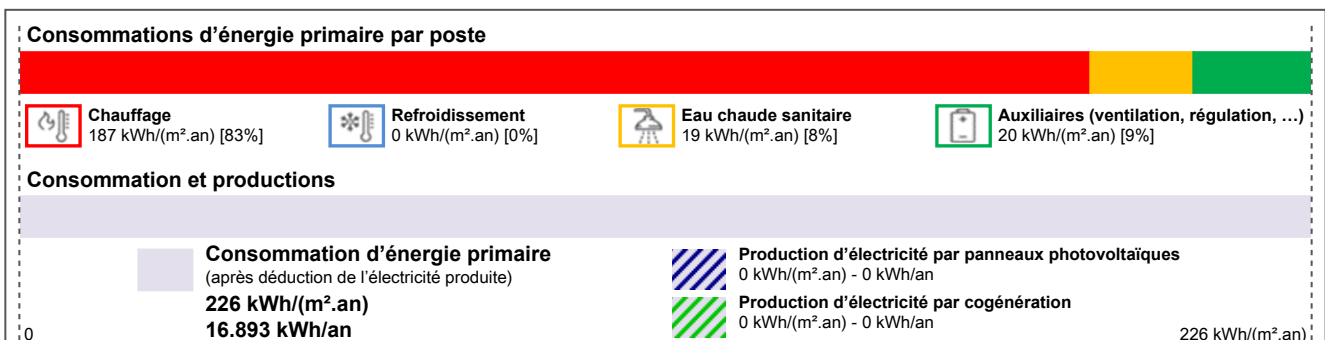 Consommations d’énergie primaire par poste
Chauffage
187 kWh/(m².an) [83%]
Refroidissement
0 kWh/(m².an) [0%]
Eau chaude sanitaire
19 kWh/(m².an) [8%]
Auxiliaires (ventilation, régulation, …)
20 kWh/(m².an) [9%]
Consommation et productions
Consommation d’énergie primaire
(après déduction de l’électricité produite)
226 kWh/(m².an)
16.893 kWh/an
Production d’électricité par panneaux photovoltaïques
0 kWh/(m².an) - 0 kWh/an
Production d’électricité par cogénération
0 kWh/(m².an) - 0 kWh/an
0
226 kWh/(m².an)